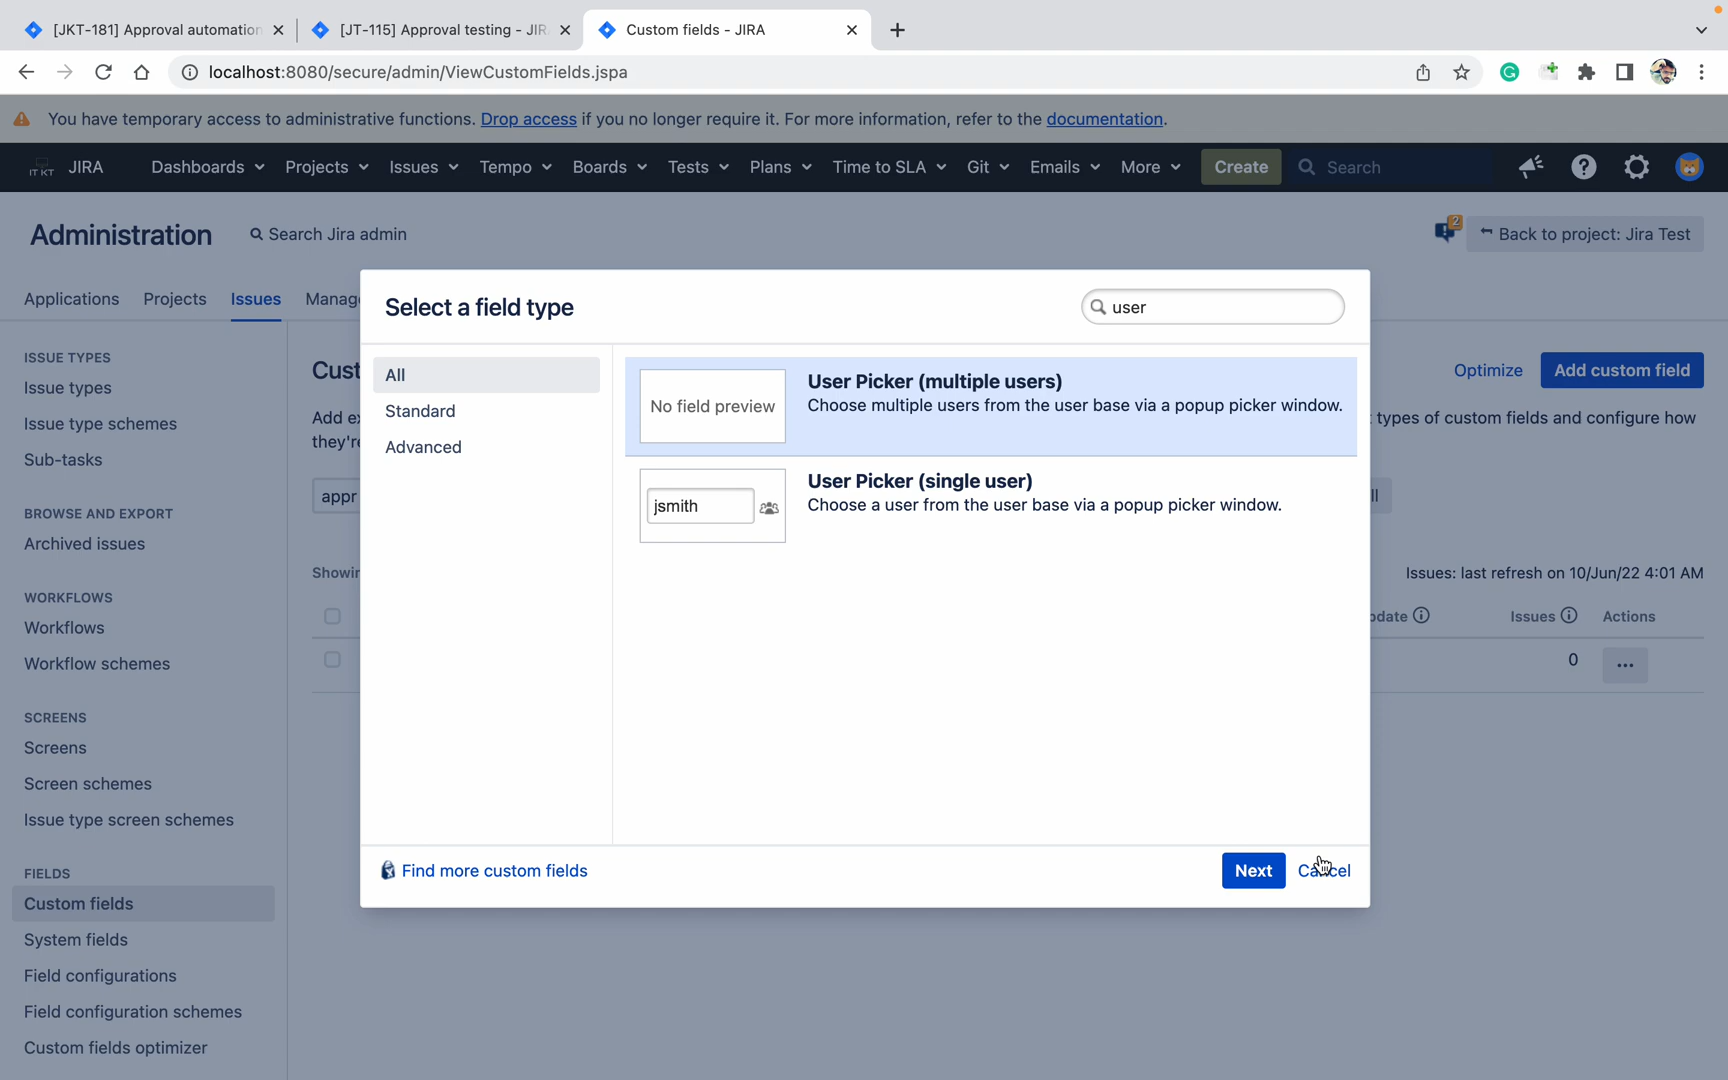 [JKT-181] Approval automation
[JT-115] Approval testing - JIR
Custom fields - JIRA
localhost:8080/secure/admin/ViewCustomFields.jspa
You have temporary access to administrative functions. Drop access if you no longer require it. For more information, refer to the documentation.
IT KT JIRA Dashboards Projects Issues Tempo Boards Tests Plans Time to SLA Git Emails More Create Search
Administration
Search Jira admin
2
Back to project: Jira Test
Applications Projects Issues Manag
Select a field type
user
ISSUE TYPES
Issue types
Issue type schemes
Sub-tasks
BROWSE AND EXPORT
Archived issues
WORKFLOWS
Workflows
Workflow schemes
SCREENS
Screens
Screen schemes
Issue type screen schemes
FIELDS
Custom fields
System fields
Field configurations
Field configuration schemes
Custom fields optimizer
Cust
Optimize
Add custom field
Add ex
types of custom fields and configure how
they're
appr
ll
Showin
Issues: last refresh on 10/Jun/22 4:01 AM
pdate Issues Actions
0
All
Standard
Advanced
No field preview
User Picker (multiple users)
Choose multiple users from the user base via a popup picker window.
jsmith
User Picker (single user)
Choose a user from the user base via a popup picker window.
Find more custom fields
Next
Cancel